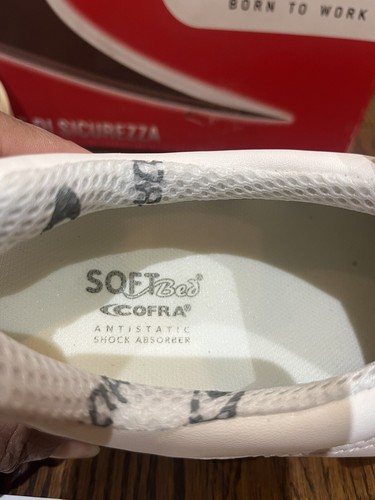 BORN TO WORK
DI SICUREZZA
SOFT Bed®
COFRA®
ANTISTATIC
SHOCK ABSORBER